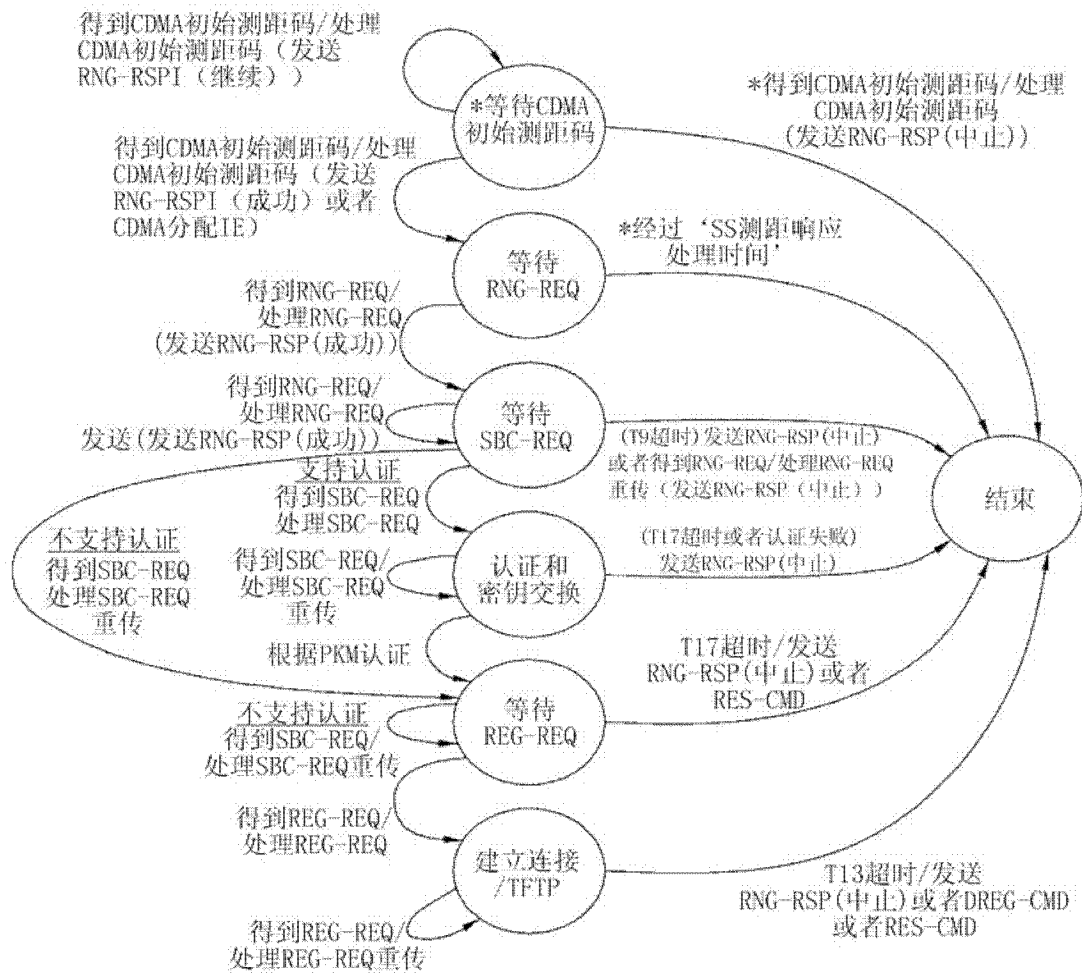 得到CDMA初始测距码/处理
CDMA初始测距码（发送
RNG-RSPI（继续））
*等待CDMA
初始测距码
*得到CDMA初始测距码/处理
CDMA初始测距码
(发送RNG-RSP(中止))
得到CDMA初始测距码/处理
CDMA初始测距码（发送
RNG-RSPI（成功）或者
CDMA分配IE）
等待
RNG-REQ
*经过‘SS测距响应
处理时间’
得到RNG-REQ/
处理RNG-REQ
(发送RNG-RSP(成功))
得到RNG-REQ/
处理RNG-REQ
发送(发送RNG-RSP(成功))
等待
SBC-REQ
(T9超时)发送RNG-RSP(中止)
或者得到RNG-REQ/处理RNG-REQ
重传（发送RNG-RSP（中止））
结束
支持认证
得到SBC-REQ
处理SBC-REQ
不支持认证
得到SBC-REQ
处理SBC-REQ
重传
得到SBC-REQ/
处理SBC-REQ
重传
认证和
密钥交换
(T17超时或者认证失败)
发送RNG-RSP(中止)
根据PKM认证
等待
REG-REQ
T17超时/发送
RNG-RSP(中止)或者
RES-CMD
不支持认证
得到SBC-REQ/
处理SBC-REQ重传
得到REG-REQ/
处理REG-REQ
建立连接
/TFTP
T13超时/发送
RNG-RSP(中止)或者DREG-CMD
或者RES-CMD
得到REG-REQ/
处理REG-REQ重传